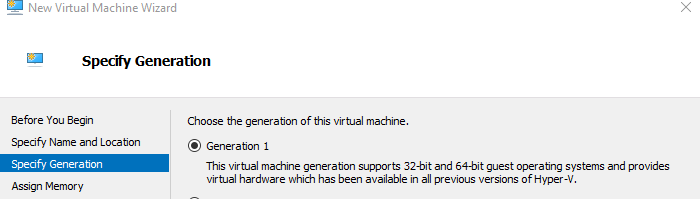 New Virtual Machine Wizard
Specify Generation
Before You Begin
Specify Name and Location
Specify Generation
Assign Memory
Choose the generation of this virtual machine.
Generation 1
This virtual machine generation supports 32-bit and 64-bit guest operating systems and provides
virtual hardware which has been available in all previous versions of Hyper-V.